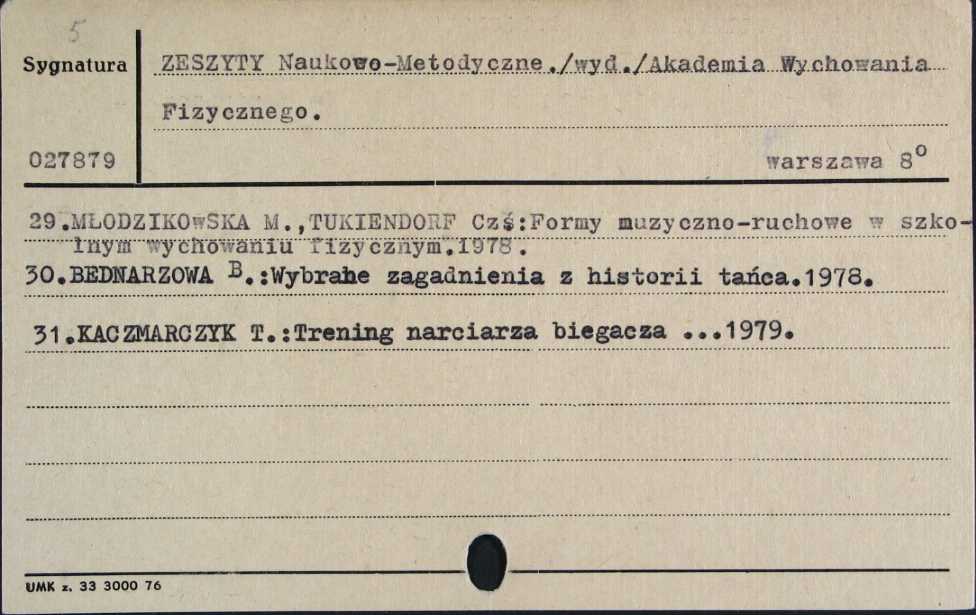 5
Sygnatura ZESZYTY Naukowo-Metodyczne./wyd./Akademia Wychowania
Fizycznego.
027879 warszawa 8°
29.MŁODZIKOwSKA M.,TUKIENDORF Czś:Formy muzyczno-ruchowe w szko-
lnym wychowaniu fizycznym.1978.
30.BEDNARZOWA B.:Wybrahe zagadnienia z historii tańca.1978.
31.KACZMARCZYK T.:Trening narciarza biegacza ...1979.
UMK z. 33 3000 76